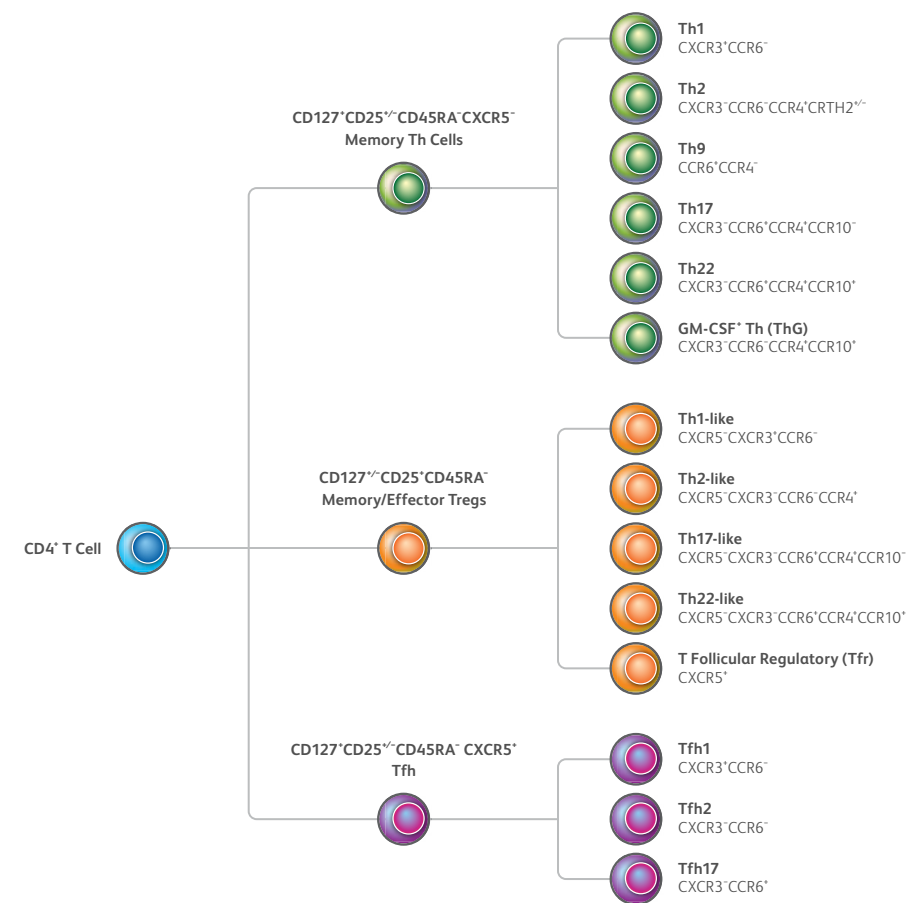 Th1
CXCR3⁺CCR6⁻
Th2
CXCR3⁻CCR6⁻CCR4⁺CRTH2⁺/⁻
CD127⁺CD25⁺/⁻CD45RA⁻CXCR5⁻
Memory Th Cells
Th9
CCR6⁺CCR4⁻
Th17
CXCR3⁻CCR6⁺CCR4⁺CCR10⁻
Th22
CXCR3⁻CCR6⁺CCR4⁺CCR10⁺
GM-CSF⁺ Th (ThG)
CXCR3⁻CCR6⁻CCR4⁺CCR10⁺
Th1-like
CXCR5⁻CXCR3⁺CCR6⁻
CD127⁺/⁻CD25⁺CD45RA⁻
Memory/Effector Tregs
Th2-like
CXCR5⁻CXCR3⁻CCR6⁻CCR4⁺
CD4⁺ T Cell
Th17-like
CXCR5⁻CXCR3⁻CCR6⁺CCR4⁺CCR10⁻
Th22-like
CXCR5⁻CXCR3⁻CCR6⁺CCR4⁺CCR10⁺
T Follicular Regulatory (Tfr)
CXCR5⁺
CD127⁺CD25⁺/⁻CD45RA⁻ CXCR5⁺
Tfh
Tfh1
CXCR3⁺CCR6⁻
Tfh2
CXCR3⁻CCR6⁻
Tfh17
CXCR3⁻CCR6⁺